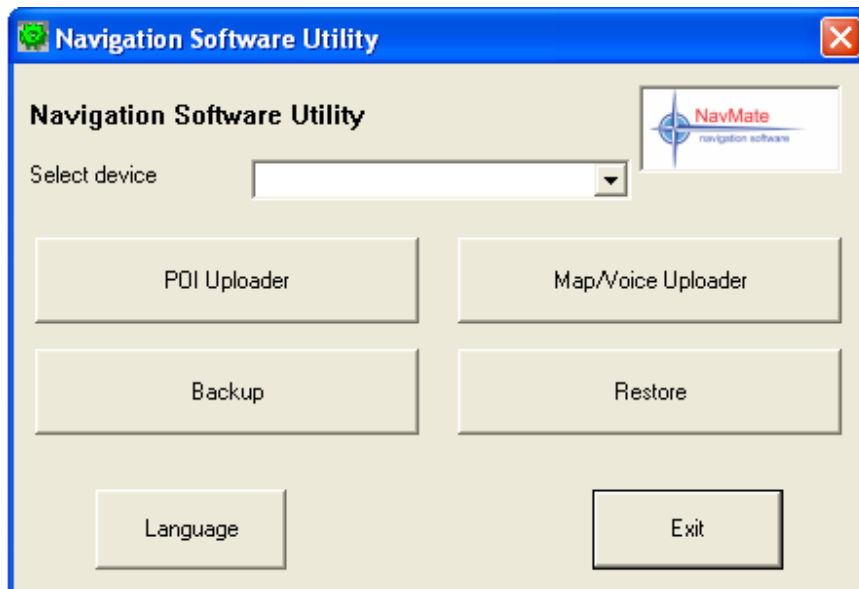 Navigation Software Utility
Navigation Software Utility
NavMate
navigation software
Select device
POI Uploader
Map/Voice Uploader
Backup
Restore
Language
Exit